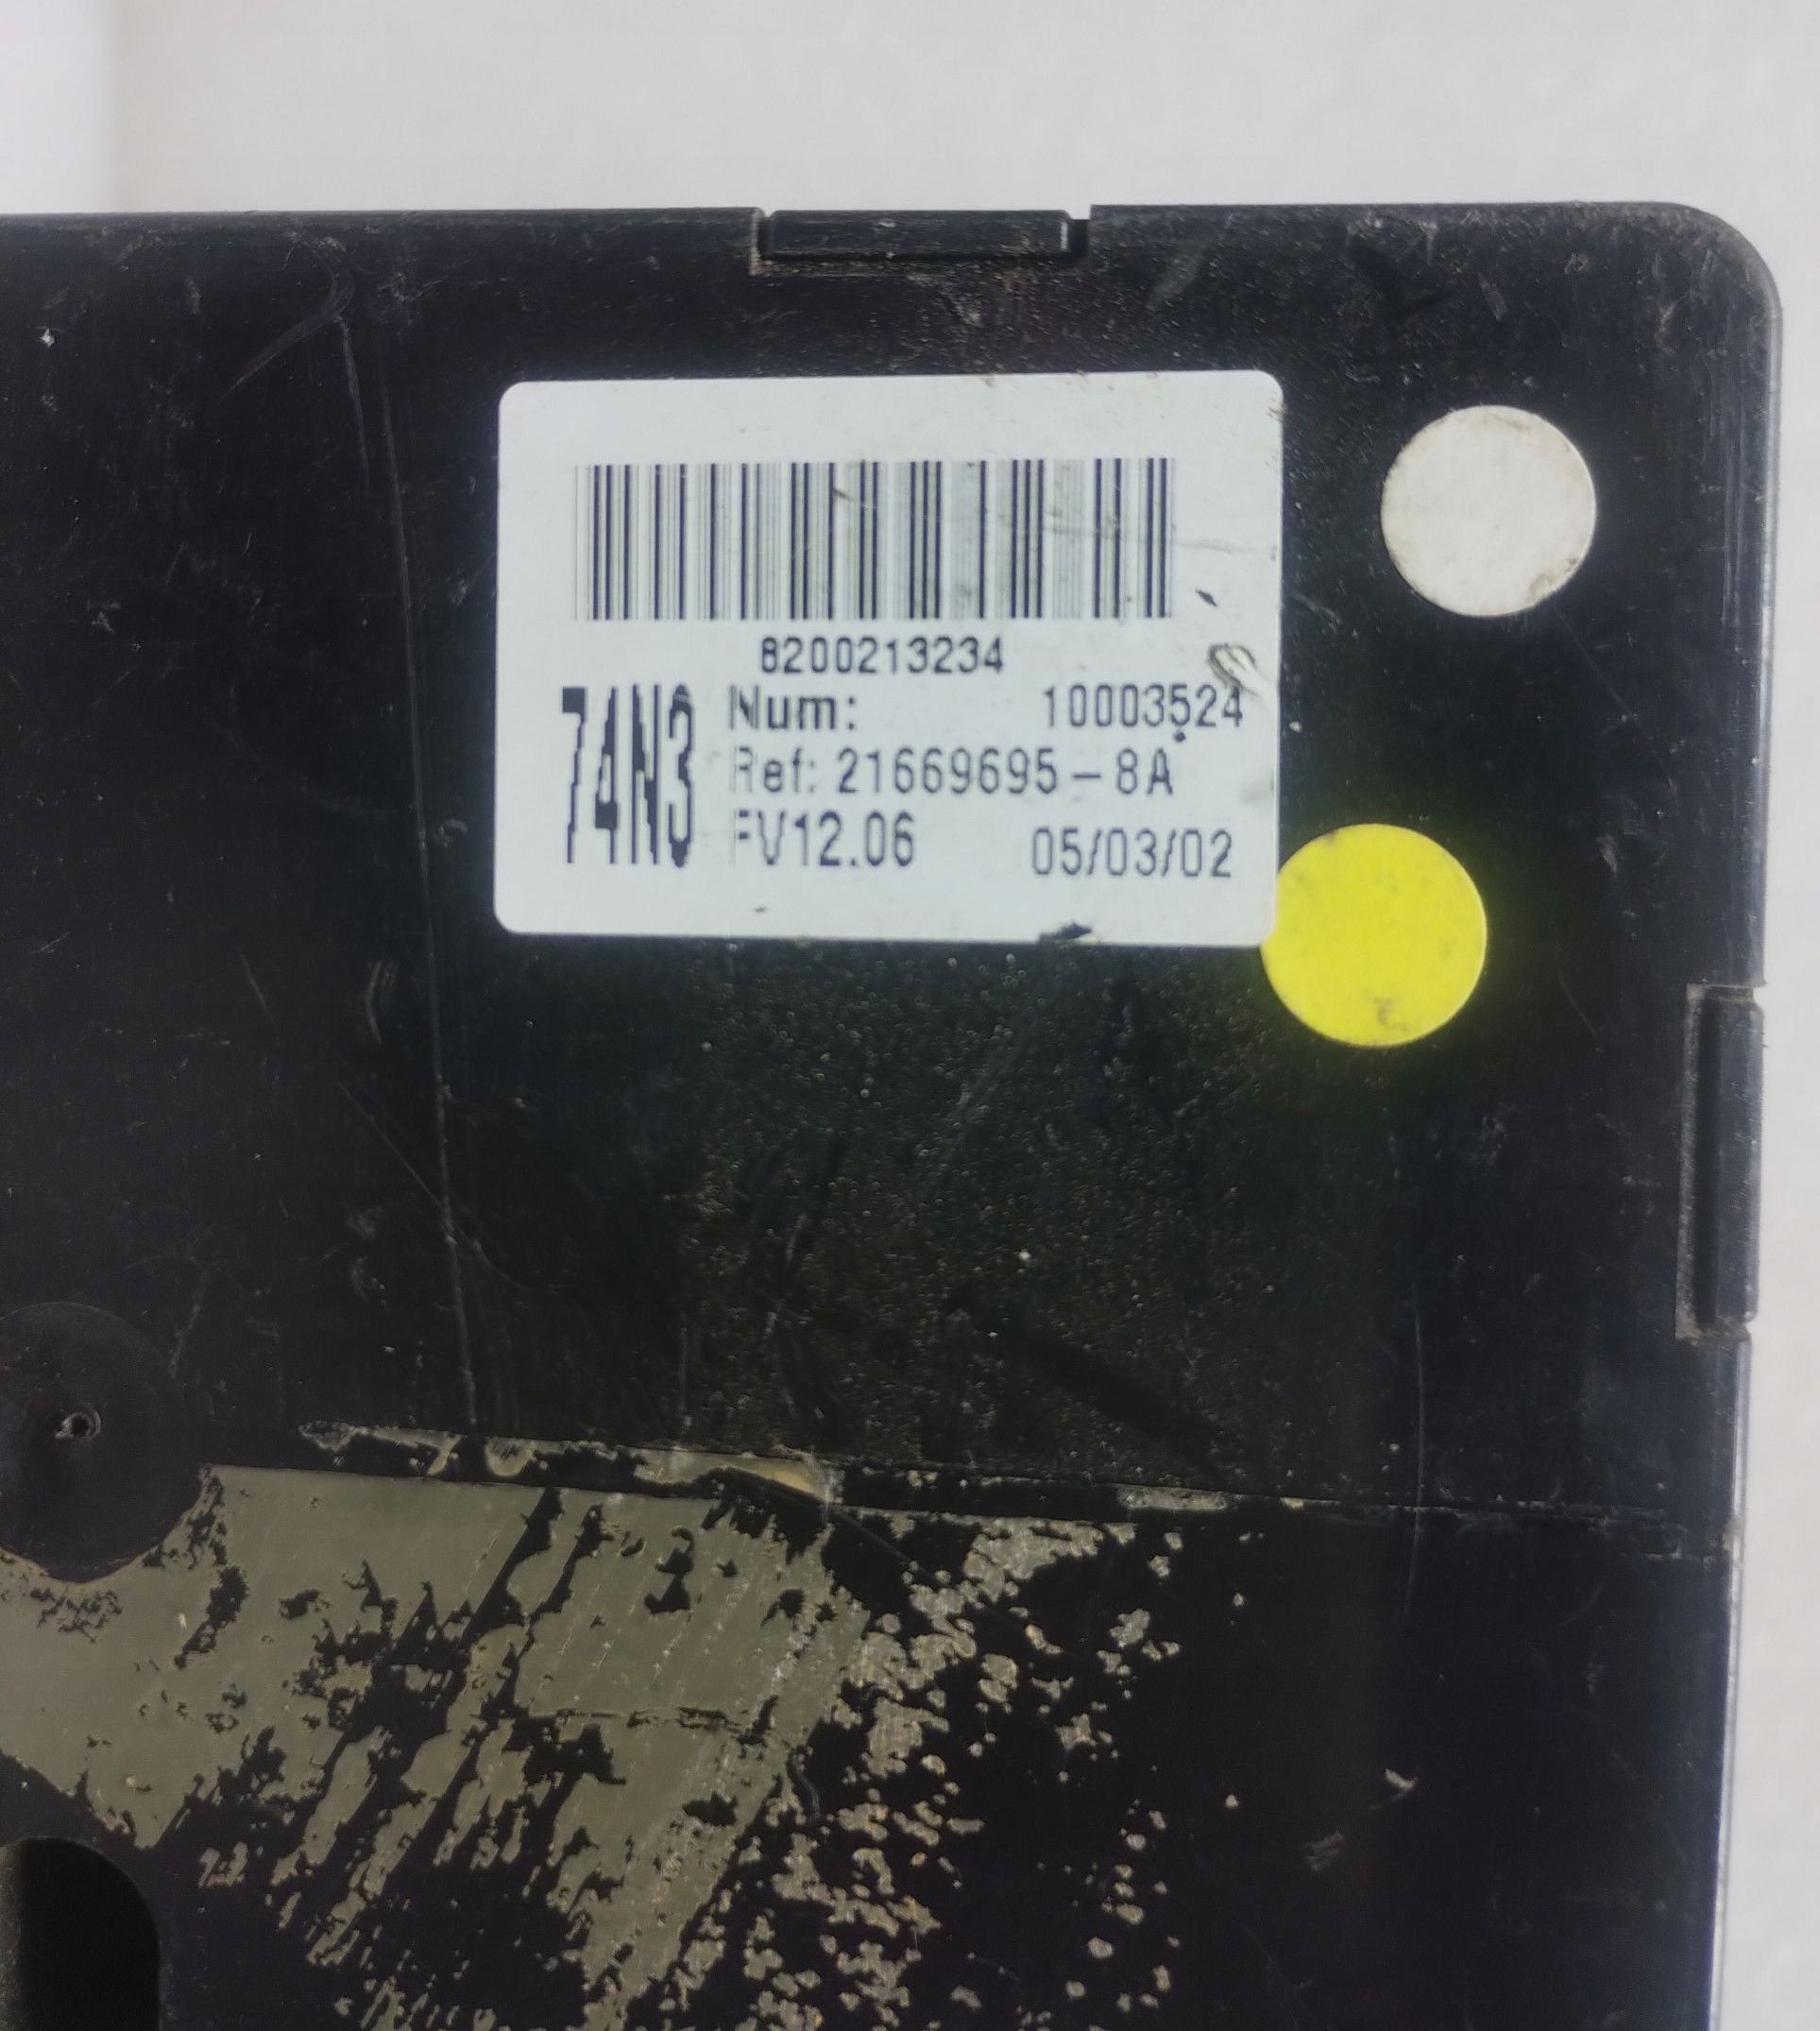 8200213234
74N3
Num: 10003524
Ref: 21669695-8A
FV12.06 05/03/02